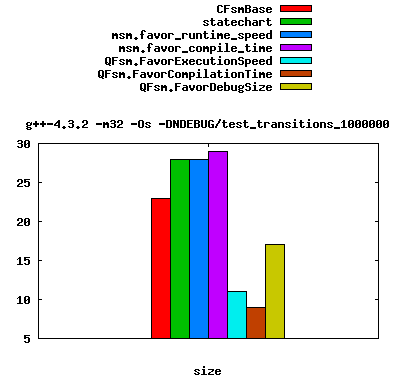 CFsmBase
statechart
msm.favor_runtime_speed
msm.favor_compile_time
QFsm.FavorExecutionSpeed
QFsm.FavorCompilationTime
QFsm.FavorDebugSize
g++-4.3.2 -m32 -Os -DNDEBUG/test_transitions_1000000
30
25
20
15
10
5
size